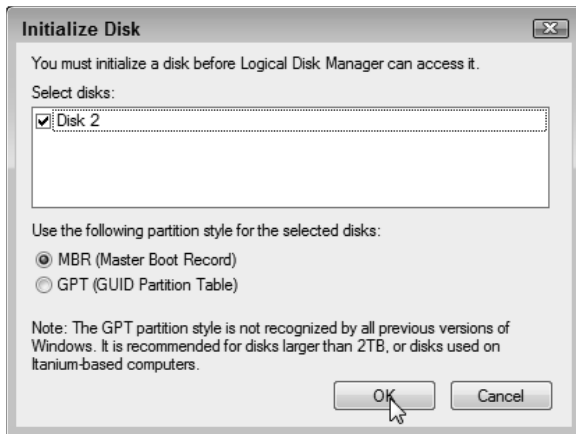 Initialize Disk
You must initialize a disk before Logical Disk Manager can access it.
Select disks:
Disk 2
Use the following partition style for the selected disks:
MBR (Master Boot Record)
GPT (GUID Partition Table)
Note: The GPT partition style is not recognized by all previous versions of
Windows. It is recommended for disks larger than 2TB, or disks used on
Itanium-based computers.
OK
Cancel